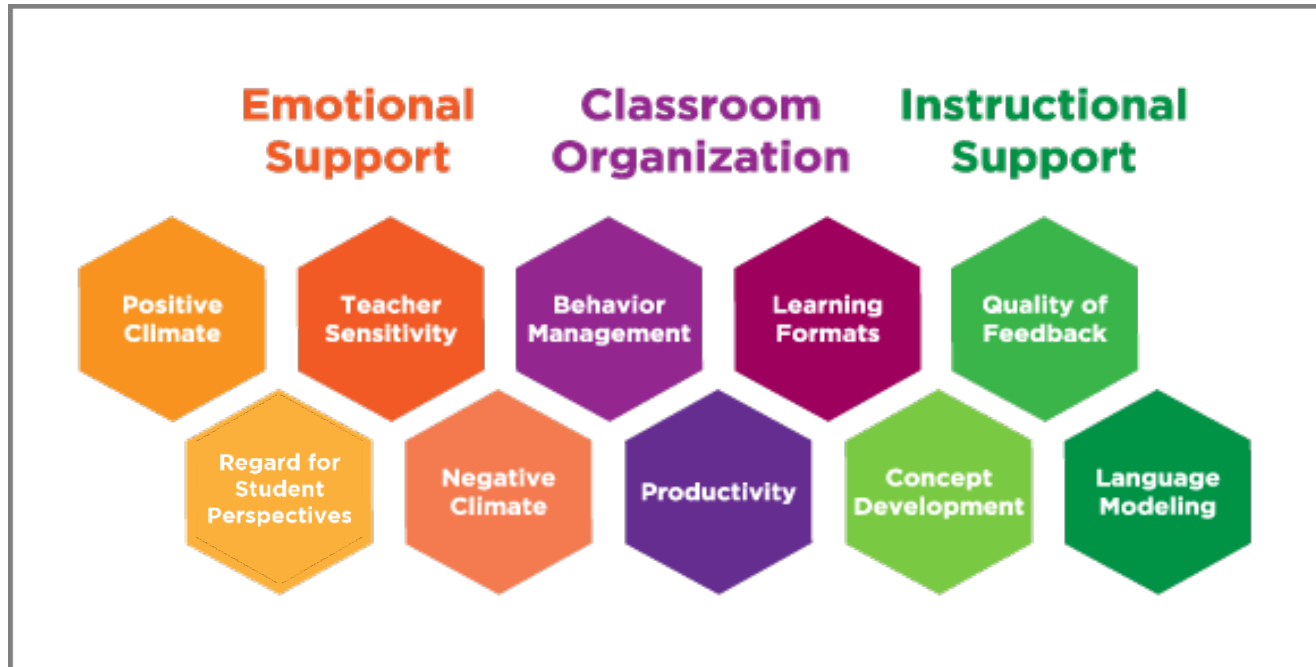 Emotional
Support
Classroom
Organization
Instructional
Support
Positive
Climate
Teacher
Sensitivity
Behavior
Management
Learning
Formats
Quality of
Feedback
Regard for
Student
Perspectives
Negative
Climate
Productivity
Concept
Development
Language
Modeling